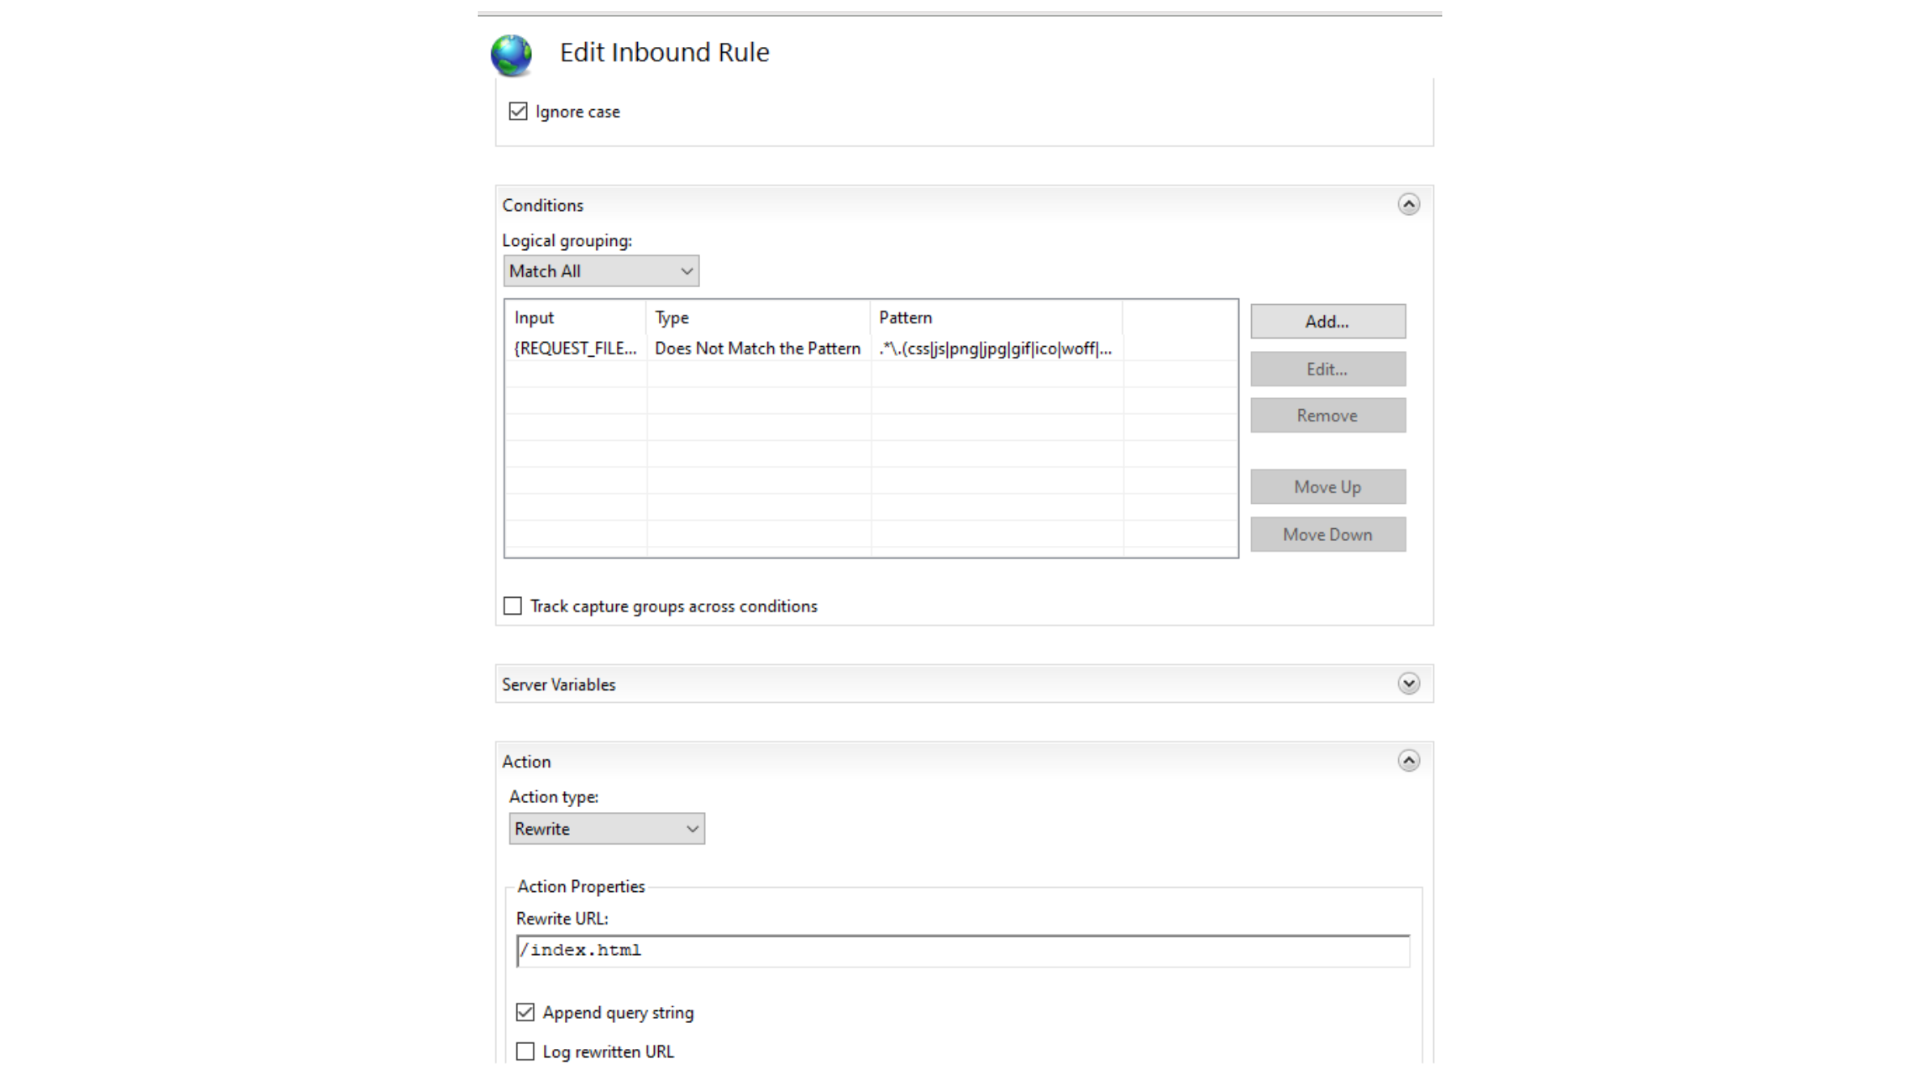 Edit Inbound Rule
Ignore case
Conditions
Logical grouping:
Match All
Input Type Pattern
{REQUEST_FILE... Does Not Match the Pattern .*\.(css|js|png|jpg|gif|ico|woff|...
Add...
Edit...
Remove
Move Up
Move Down
Track capture groups across conditions
Server Variables
Action
Action type:
Rewrite
Action Properties
Rewrite URL:
/index.html
Append query string
Log rewritten URL